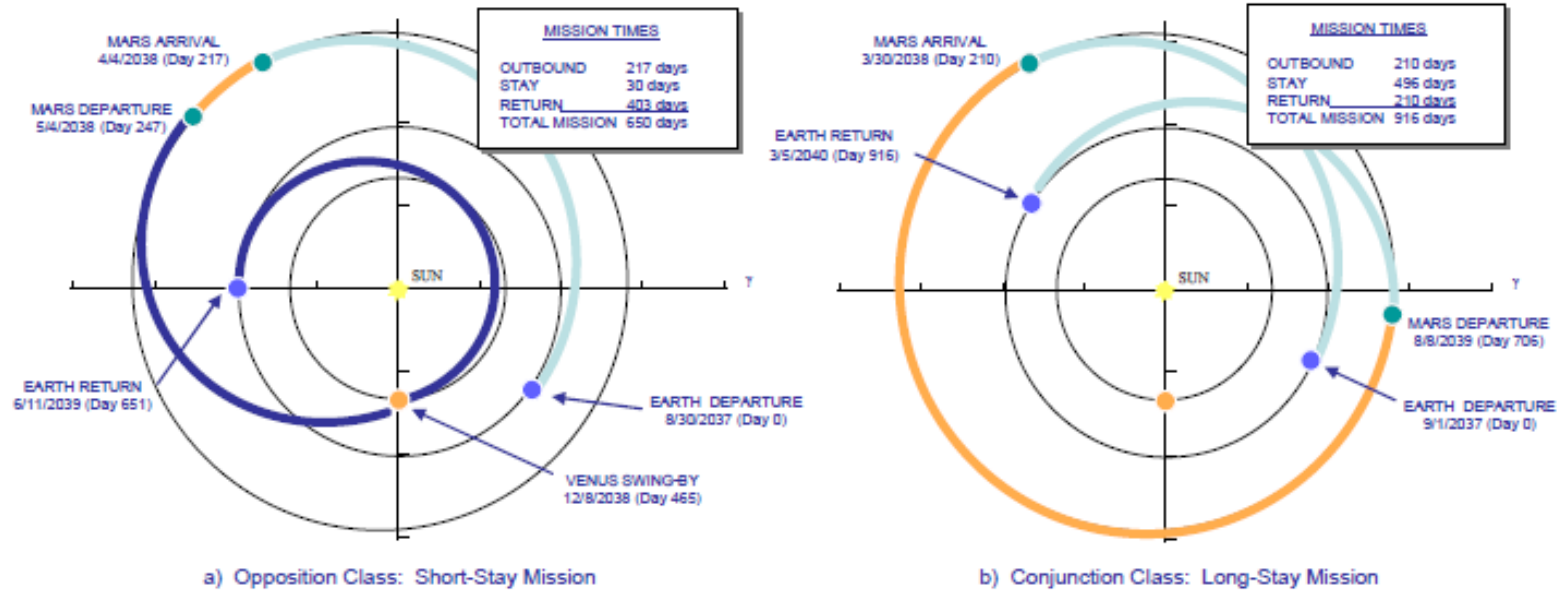 MISSION TIMES
OUTBOUND 217 days
STAY 30 days
RETURN 403 days
TOTAL MISSION 650 days
MARS ARRIVAL
4/4/2038 (Day 217)
MARS DEPARTURE
5/4/2038 (Day 247)
SUN
γ
EARTH RETURN
6/11/2039 (Day 651)
EARTH DEPARTURE
8/30/2037 (Day 0)
VENUS SWING-BY
12/8/2038 (Day 465)
a) Opposition Class: Short-Stay Mission
MISSION TIMES
OUTBOUND 210 days
STAY 496 days
RETURN 210 days
TOTAL MISSION 916 days
MARS ARRIVAL
3/30/2038 (Day 210)
EARTH RETURN
3/5/2040 (Day 916)
SUN
γ
MARS DEPARTURE
8/8/2039 (Day 706)
EARTH DEPARTURE
9/1/2037 (Day 0)
b) Conjunction Class: Long-Stay Mission